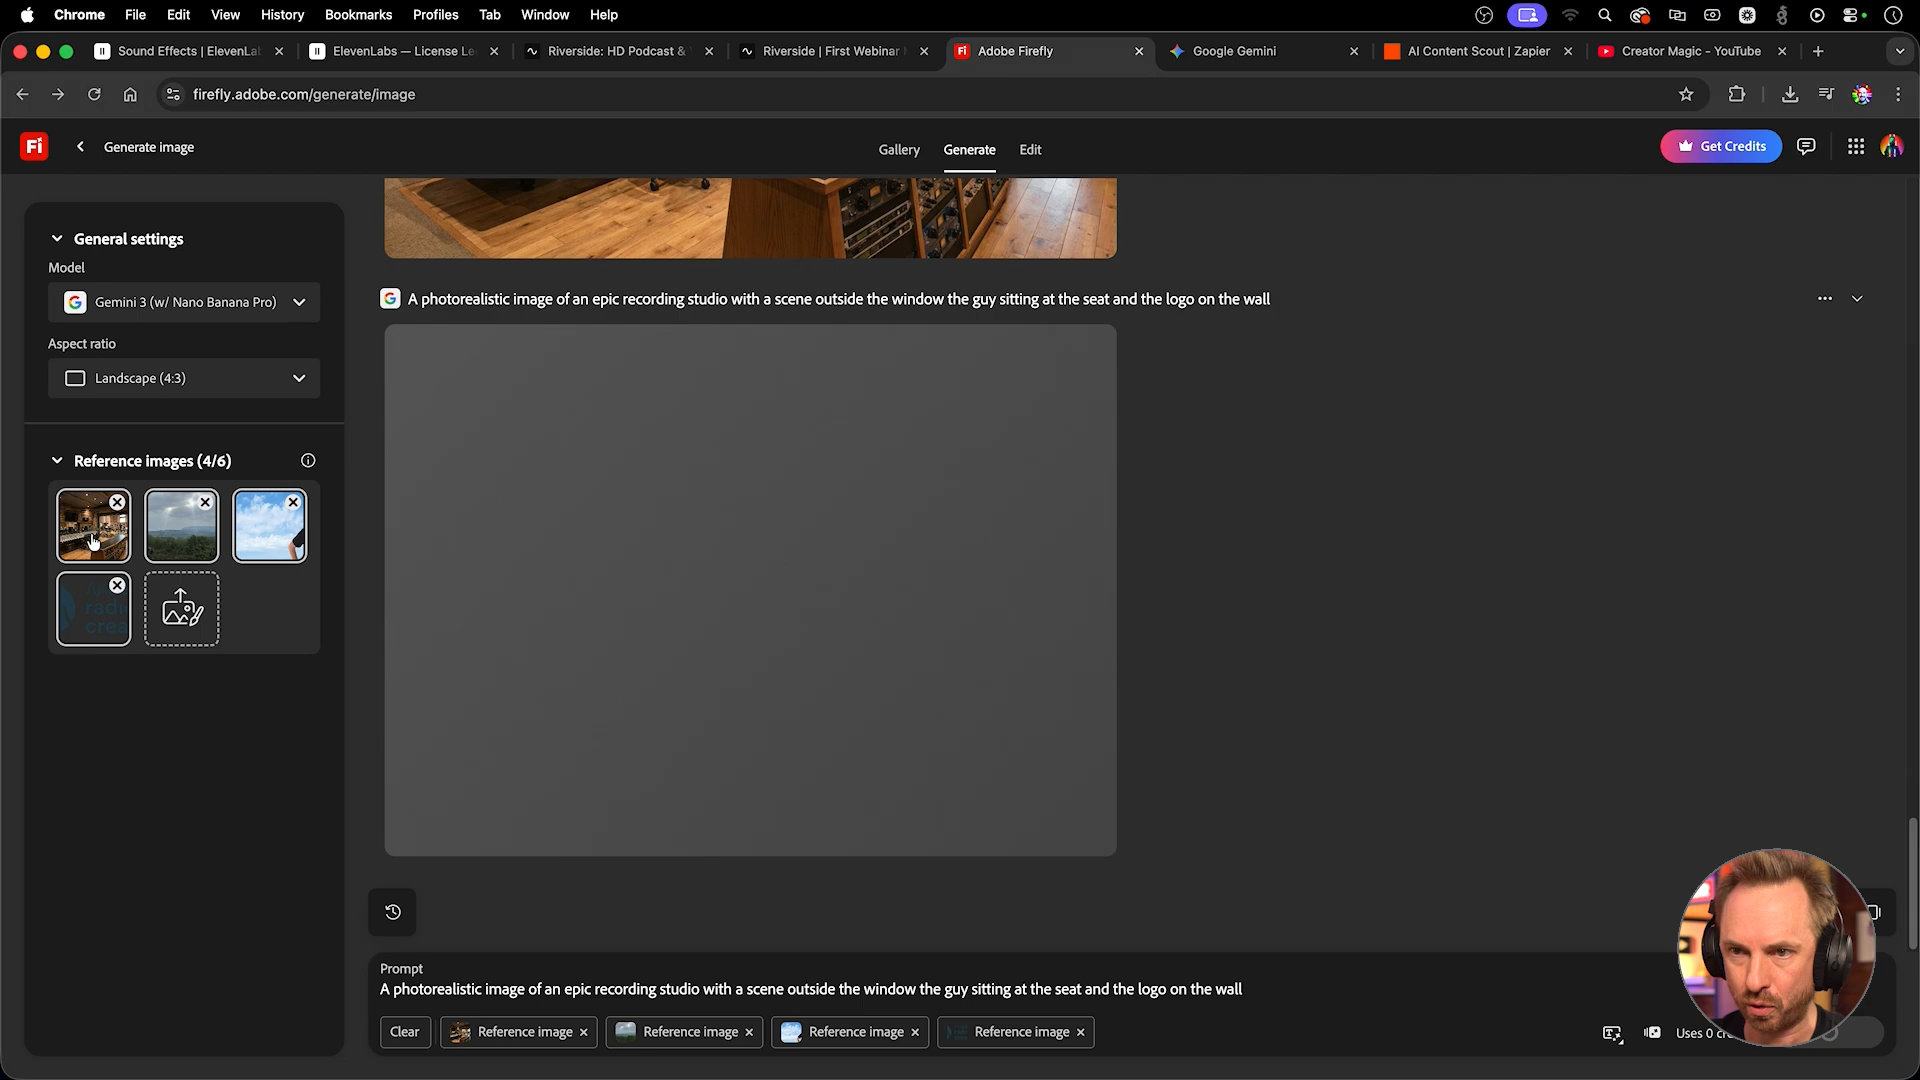 Chrome File Edit View History Bookmarks Profiles Tab Window Help
Sound Effects | ElevenLa
ElevenLabs — License Le
Riverside: HD Podcast &
Riverside | First Webinar
Adobe Firefly
Google Gemini
AI Content Scout | Zapier
Creator Magic - YouTube
firefly.adobe.com/generate/image
Fi
Generate image
Gallery Generate Edit
Get Credits
General settings
Model
Gemini 3 (w/ Nano Banana Pro)
Aspect ratio
Landscape (4:3)
Reference images (4/6)
radio
crea
A photorealistic image of an epic recording studio with a scene outside the window the guy sitting at the seat and the logo on the wall
Prompt
A photorealistic image of an epic recording studio with a scene outside the window the guy sitting at the seat and the logo on the wall
Clear
Reference image
Reference image
Reference image
Reference image
Uses 0 cre